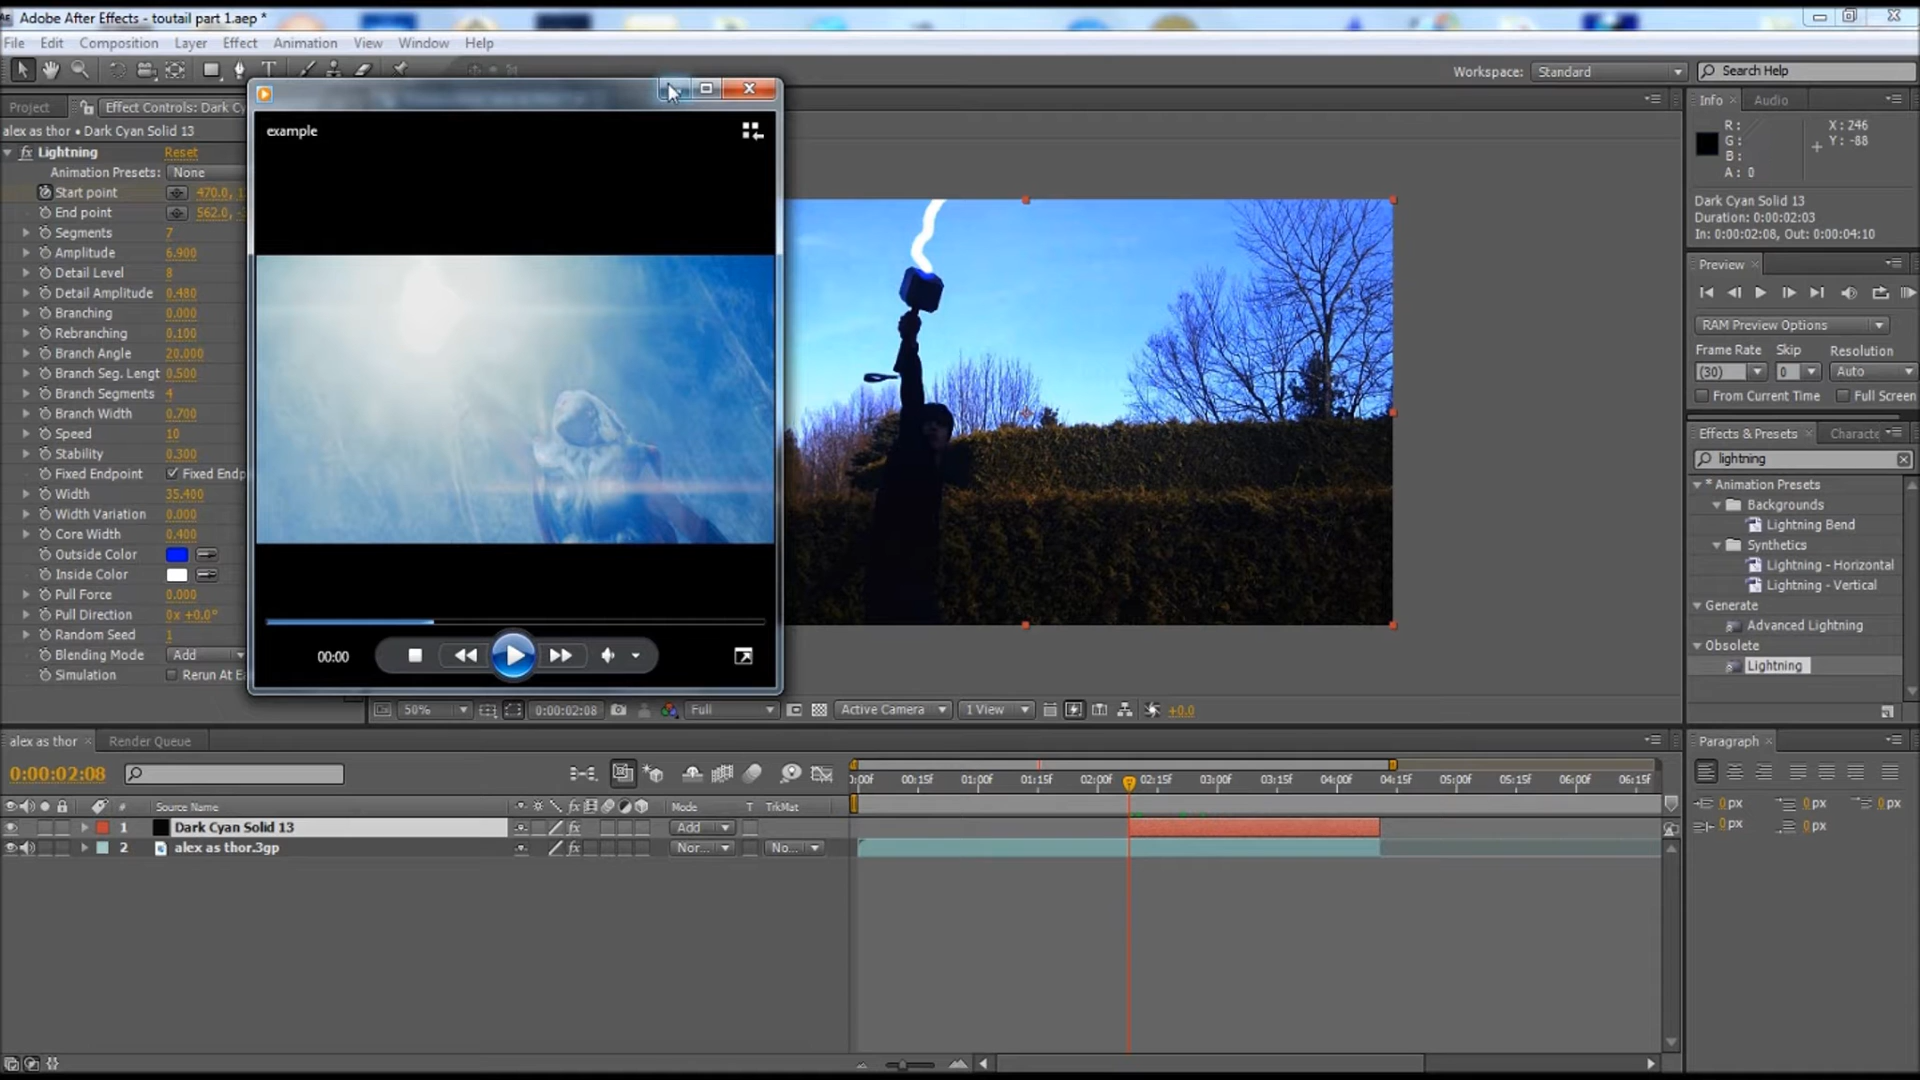 Adobe After Effects - toutail part 1.aep *
File Edit Composition Layer Effect Animation View Window Help
Workspace: Standard Search Help
Project Effect Controls: Dark Cy
Info Audio
alex as thor • Dark Cyan Solid 13
fx Lightning Reset
Animation Presets: None
Start point 470.0, 1
End point 562.0, -
Segments 7
Amplitude 6.900
Detail Level 8
Detail Amplitude 0.480
Branching 0.000
Rebranching 0.100
Branch Angle 20.000
Branch Seg. Lengt 0.500
Branch Segments 4
Branch Width 0.700
Speed 10
Stability 0.300
Fixed Endpoint Fixed Endp
Width 35.400
Width Variation 0.000
Core Width 0.400
Outside Color
Inside Color
Pull Force 0.000
Pull Direction 0x +0.0°
Random Seed 1
Blending Mode Add
Simulation Rerun At Ea
example
00:00
R: X: 246
G: Y: -88
B:
A: 0
Dark Cyan Solid 13
Duration: 0:00:02:03
In: 0:00:02:08, Out: 0:00:04:10
Preview
RAM Preview Options
Frame Rate Skip Resolution
(30) 0 Auto
From Current Time Full Screen
Effects & Presets Characte
lightning
* Animation Presets
Backgrounds
Lightning Bend
Synthetics
Lightning - Horizontal
Lightning - Vertical
Generate
Advanced Lightning
Obsolete
Lightning
50% 0:00:02:08 Full Active Camera 1 View +0.0
alex as thor Render Queue
0:00:02:08
):00f 00:15f 01:00f 01:15f 02:00f 02:15f 03:00f 03:15f 04:00f 04:15f 05:00f 05:15f 06:00f 06:15f
# Source Name fx Mode T TrkMat
1 Dark Cyan Solid 13 fx Add
2 alex as thor.3gp fx Nor... No...
Paragraph
0 px 0 px 0 px
0 px 0 px